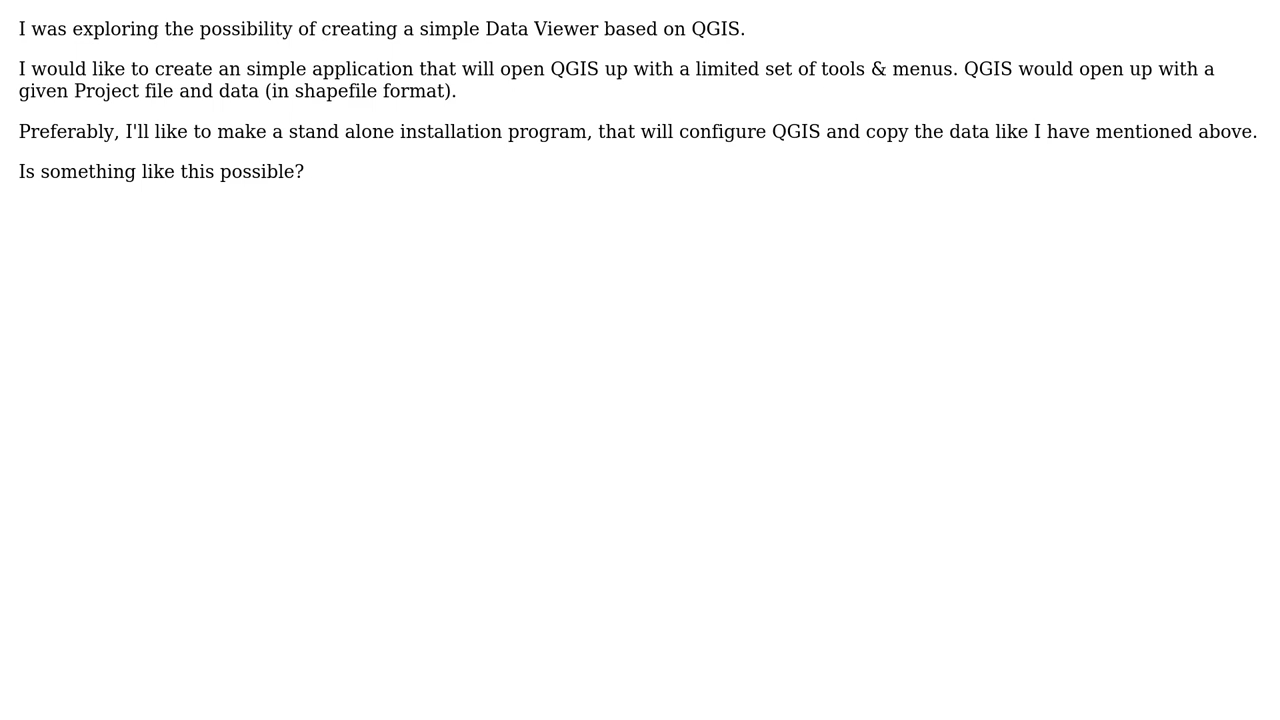 I was exploring the possibility of creating a simple Data Viewer based on QGIS.
I would like to create an simple application that will open QGIS up with a limited set of tools & menus. QGIS would open up with a
given Project file and data (in shapefile format).
Preferably, I'll like to make a stand alone installation program, that will configure QGIS and copy the data like I have mentioned above.
Is something like this possible?